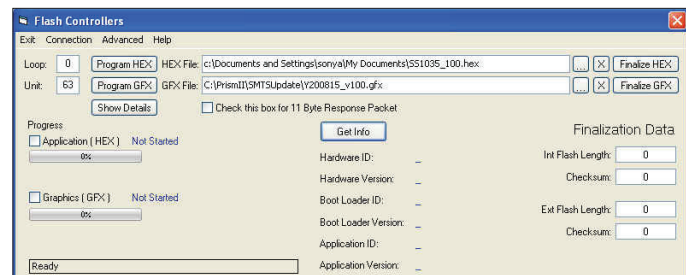 Flash Controllers
Exit Connection Advanced Help
Loop: 0 Program HEX HEX File: c:\Documents and Settings\sonya\My Documents\SS1035_100.hex ... X Finalize HEX
Unit: 63 Program GFX GFX File: C:\PrismII\SMTSUpdate\Y200815_v100.gfx ... X Finalize GFX
Show Details Check this box for 11 Byte Response Packet
Progress Get Info Finalization Data
Application ( HEX ) Not Started
0%
Hardware ID: _ Int Flash Length: 0
Hardware Version: _ Checksum: 0
Graphics ( GFX ) Not Started
0%
Boot Loader ID: _
Boot Loader Version: _ Ext Flash Length: 0
Application ID: _ Checksum: 0
Ready Application Version: _